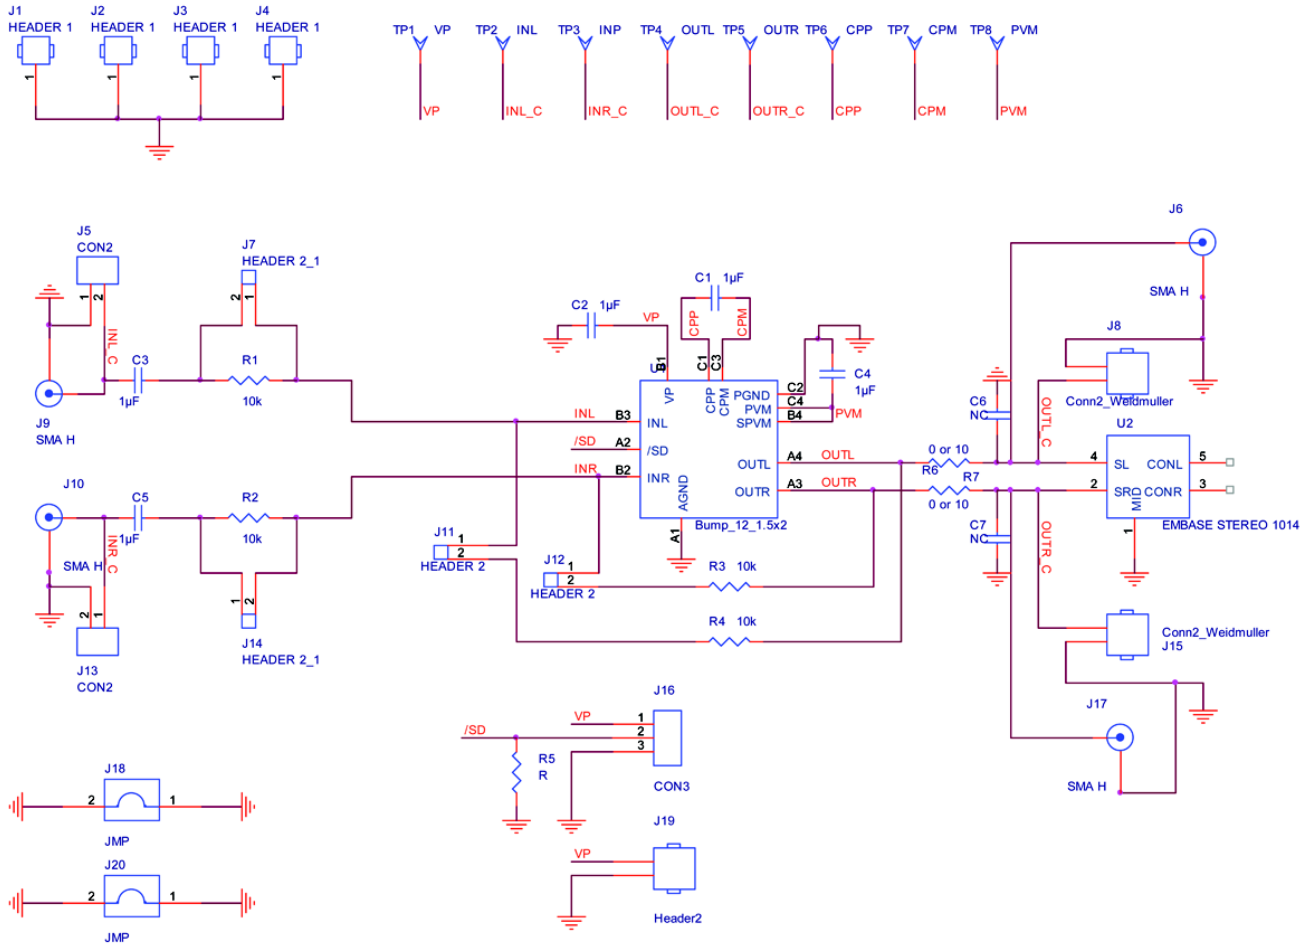 J1
HEADER 1
J2
HEADER 1
J3
HEADER 1
J4
HEADER 1
1
1
1
1
TP1 VP
TP2 INL
TP3 INP
TP4 OUTL
TP5 OUTR
TP6 CPP
TP7 CPM
TP8 PVM
VP
INL_C
INR_C
OUTL_C
OUTR_C
CPP
CPM
PVM
J5
CON2
1
2
INL_C
C3
1µF
J9
SMA H
J7
HEADER 2_1
2
1
R1
10k
J10
C5
1µF
SMA H
INR_C
2
1
J13
CON2
R2
10k
1
2
J14
HEADER 2_1
C2 1µF
VP
C1 1µF
CPP
CPM
B1
C1
C3
VP
CPP
CPM
PGND
PVM
SPVM
C2
C4
B4
C4
1µF
PVM
INL
B3
INL
/SD
A2
/SD
INR
B2
INR
AGND
A1
OUTL
A4
OUTL
OUTR
A3
OUTR
Bump_12_1.5x2
J11
1
2
HEADER 2
J12
1
2
HEADER 2
R3 10k
R4 10k
0 or 10
R6
R7
0 or 10
C6
NC
C7
NC
OUTL_C
OUTR_C
J6
SMA H
J8
Conn2_Weidmuller
U2
4
SL
CONL
5
2
SR
CONR
3
MID
1
EMBASE STEREO 1014
Conn2_Weidmuller
J15
J17
SMA H
J16
VP
1
/SD
2
3
R5
R
CON3
J19
VP
Header2
J18
2
1
JMP
J20
2
1
JMP